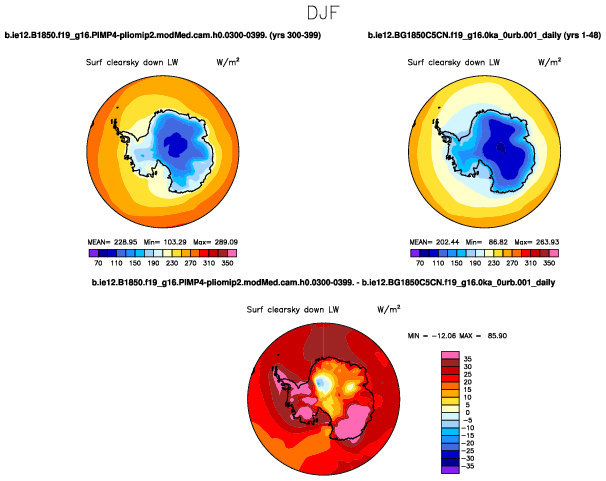 DJF
b.ie12.B1850.f19_g16.PIMP4-pliomip2.modMed.cam.h0.0300-0399. (yrs 300-399)
b.ie12.BG1850C5CN.f19_g16.0ka_0urb.001_daily (yrs 1-48)
Surf clearsky down LW W/m²
Surf clearsky down LW W/m²
MEAN= 228.95 Min= 103.29 Max= 289.09
MEAN= 202.44 Min= 86.82 Max= 263.93
70 110 150 190 230 270 310 350
70 110 150 190 230 270 310 350
b.ie12.B1850.f19_g16.PIMP4-pliomip2.modMed.cam.h0.0300-0399. - b.ie12.BG1850C5CN.f19_g16.0ka_0urb.001_daily
Surf clearsky down LW W/m²
MIN = -12.06 MAX = 85.90
35
30
25
20
15
10
5
0
-5
-10
-15
-20
-25
-30
-35